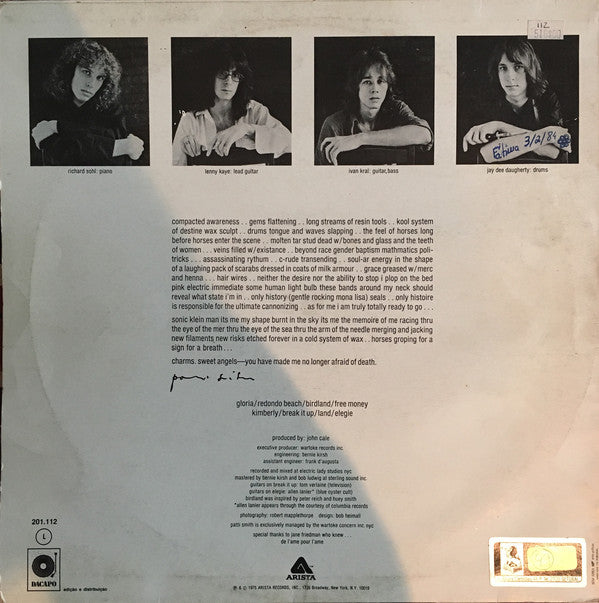 112
richard sohl: piano
lenny kaye: lead guitar
ivan kral: guitar,bass
jay dee daugherty: drums
Fátima 3/2/84
compacted awareness . . gems flattening . . long streams of resin tools . . kool system
of destine wax sculpt . . drums tongue and waves slapping . . the feel of horses long
before horses enter the scene . . molten tar stud dead w/bones and glass and the teeth
of women . . . veins filled w/existance . . beyond race gender baptism mathmatics poli-
tricks . . . assassinating rythum . . c-rude transending . . soul-ar energy in the shape
of a laughing pack of scarabs dressed in coats of milk armour . . grace greased w/merc
and henna . . . hair wires . . neither the desire nor the ability to stop i plop on the bed
pink electric immediate some human light bulb these bands around my neck should
reveal what state i'm in . . only history (gentle rocking mona lisa) seals . . only histoire
is responsible for the ultimate cannonizing . . as for me i am truly totally ready to go . . .
sonic klein man its me my shape burnt in the sky its me the memoire of me racing thru
the eye of the mer thru the eye of the sea thru the arm of the needle merging and jacking
new filaments new risks etched forever in a cold system of wax . . horses groping for a
sign for a breath . . .
charms. sweet angels—you have made me no longer afraid of death.
patti smith
gloria/redondo beach/birdland/free money
kimberly/break it up/land/elegie
produced by: john cale
executive producer: wartoke records inc
engineering: bernie kirsh
assistant engineer: frank d'augusta
recorded and mixed at electric lady studios nyc
mastered by bernie kirsh and bob ludwig at sterling sound inc.
guitars on break it up: tom verlaine (television)
guitars on elegie: allen lanier* (blue oyster cult)
birdland was inspired by peter reich and huey smith
*allen lanier appears through the courtesy of columbia records
photography: robert mapplethorpe design: bob heimall
patti smith is exclusively managed by the wartoke concern inc. nyc
special thanks to jane friedman who knew . .
de l'ame pour l'ame
201.112
L
DACAPO
edição e distribuição
ARISTA
℗ & © 1975 ARISTA RECORDS, INC., 1776 Broadway, New York, N.Y. 10019